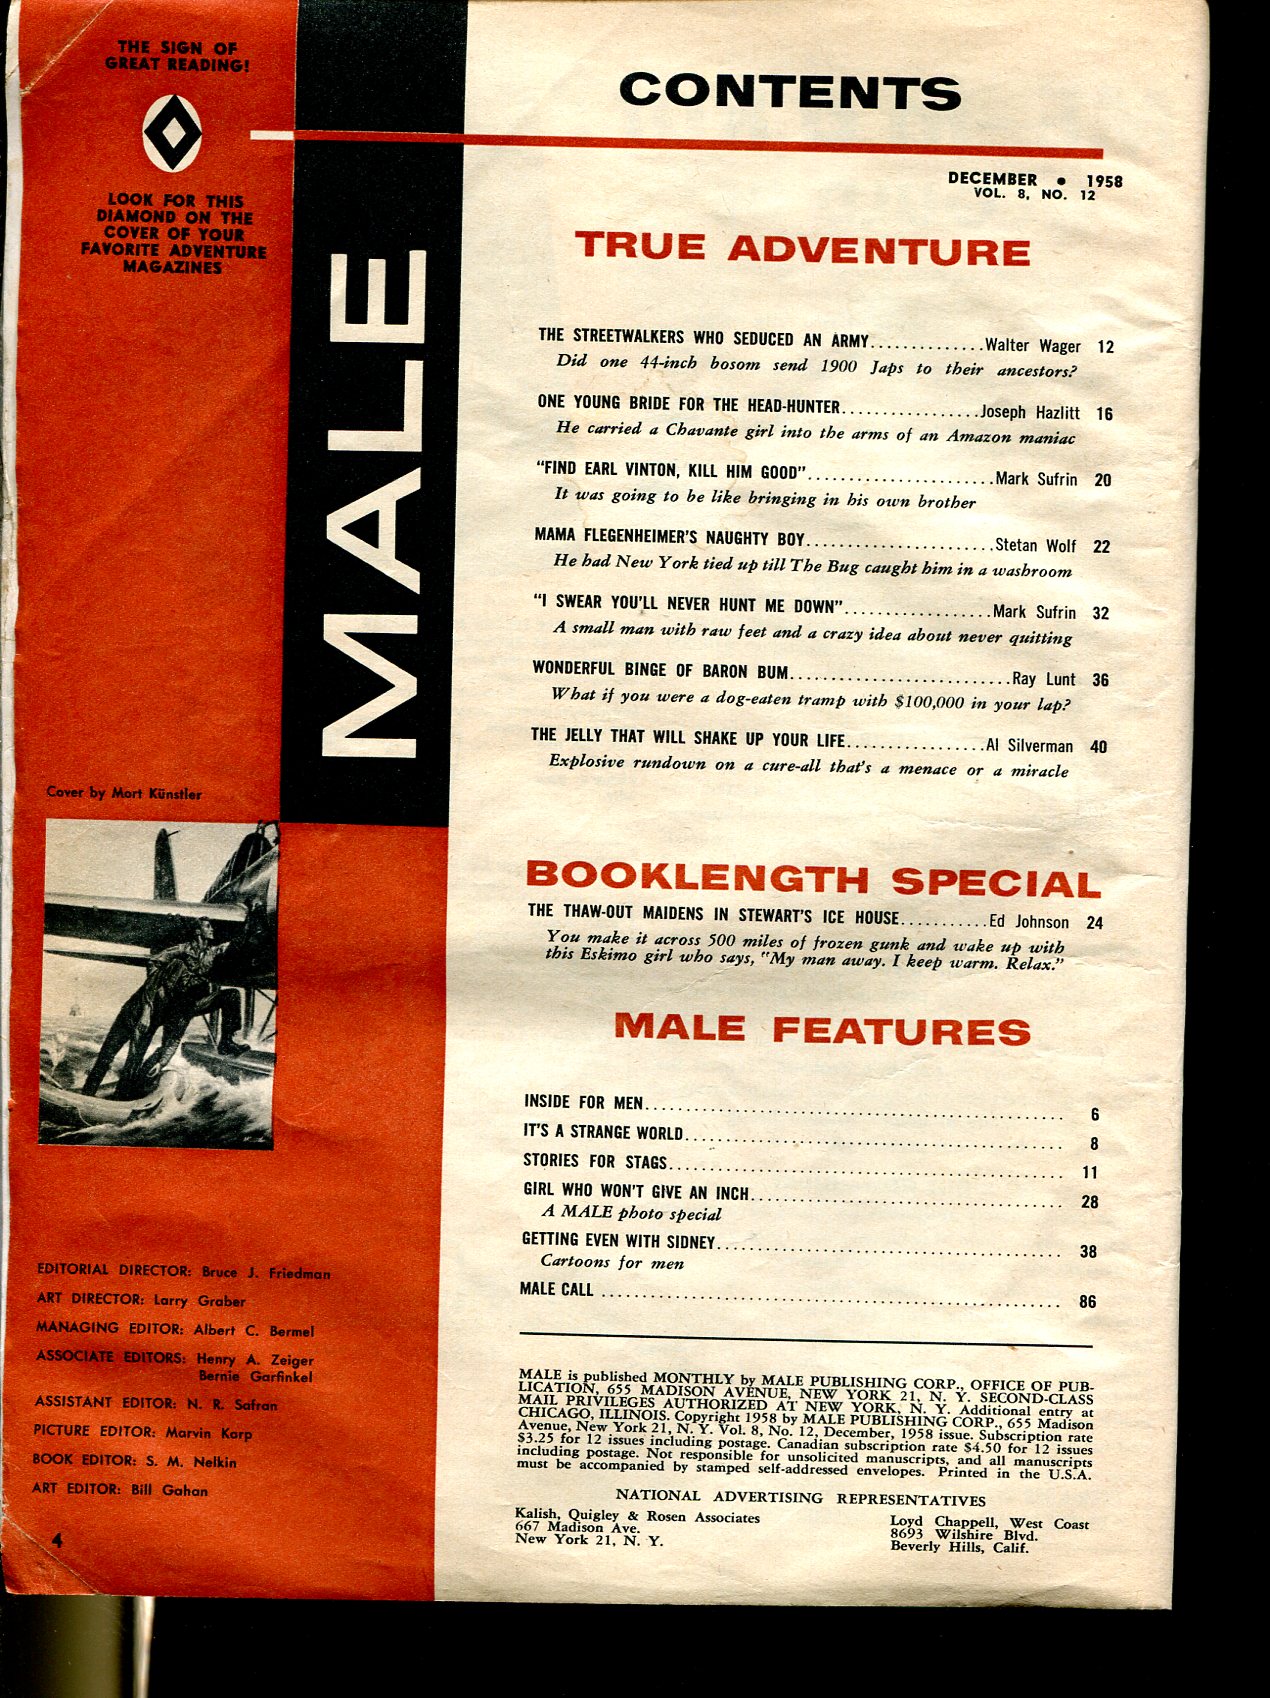 THE SIGN OF
GREAT READING!
LOOK FOR THIS
DIAMOND ON THE
COVER OF YOUR
FAVORITE ADVENTURE
MAGAZINES
MALE
Cover by Mort Künstler
EDITORIAL DIRECTOR: Bruce J. Friedman
ART DIRECTOR: Larry Graber
MANAGING EDITOR: Albert C. Bermel
ASSOCIATE EDITORS: Henry A. Zeiger
Bernie Garfinkel
ASSISTANT EDITOR: N. R. Safran
PICTURE EDITOR: Marvin Karp
BOOK EDITOR: S. M. Nelkin
ART EDITOR: Bill Gahan
4
CONTENTS
DECEMBER • 1958
VOL. 8, NO. 12
TRUE ADVENTURE
THE STREETWALKERS WHO SEDUCED AN ARMY..............Walter Wager 12
Did one 44-inch bosom send 1900 Japs to their ancestors?
ONE YOUNG BRIDE FOR THE HEAD-HUNTER.................Joseph Hazlitt 16
He carried a Chavante girl into the arms of an Amazon maniac
"FIND EARL VINTON, KILL HIM GOOD".......................Mark Sufrin 20
It was going to be like bringing in his own brother
MAMA FLEGENHEIMER'S NAUGHTY BOY.......................Stetan Wolf 22
He had New York tied up till The Bug caught him in a washroom
"I SWEAR YOU'LL NEVER HUNT ME DOWN"..................Mark Sufrin 32
A small man with raw feet and a crazy idea about never quitting
WONDERFUL BINGE OF BARON BUM...........................Ray Lunt 36
What if you were a dog-eaten tramp with $100,000 in your lap?
THE JELLY THAT WILL SHAKE UP YOUR LIFE.................Al Silverman 40
Explosive rundown on a cure-all that's a menace or a miracle
BOOKLENGTH SPECIAL
THE THAW-OUT MAIDENS IN STEWART'S ICE HOUSE...........Ed Johnson 24
You make it across 500 miles of frozen gunk and wake up with
this Eskimo girl who says, "My man away. I keep warm. Relax."
MALE FEATURES
INSIDE FOR MEN.................................................... 6
IT'S A STRANGE WORLD............................................... 8
STORIES FOR STAGS................................................. 11
GIRL WHO WON'T GIVE AN INCH....................................... 28
A MALE photo special
GETTING EVEN WITH SIDNEY........................................... 38
Cartoons for men
MALE CALL ......................................................... 86
MALE is published MONTHLY by MALE PUBLISHING CORP., OFFICE OF PUB-
LICATION, 655 MADISON AVENUE, NEW YORK 21, N. Y. SECOND-CLASS
MAIL PRIVILEGES AUTHORIZED AT NEW YORK, N. Y. Additional entry at
CHICAGO, ILLINOIS. Copyright 1958 by MALE PUBLISHING CORP., 655 Madison
Avenue, New York 21, N. Y. Vol. 8, No. 12, December, 1958 issue. Subscription rate
$3.25 for 12 issues including postage. Canadian subscription rate $4.50 for 12 issues
including postage. Not responsible for unsolicited manuscripts, and all manuscripts
must be accompanied by stamped self-addressed envelopes. Printed in the U.S.A.
NATIONAL ADVERTISING REPRESENTATIVES
Kalish, Quigley & Rosen Associates
667 Madison Ave.
New York 21, N. Y.
Loyd Chappell, West Coast
8693 Wilshire Blvd.
Beverly Hills, Calif.